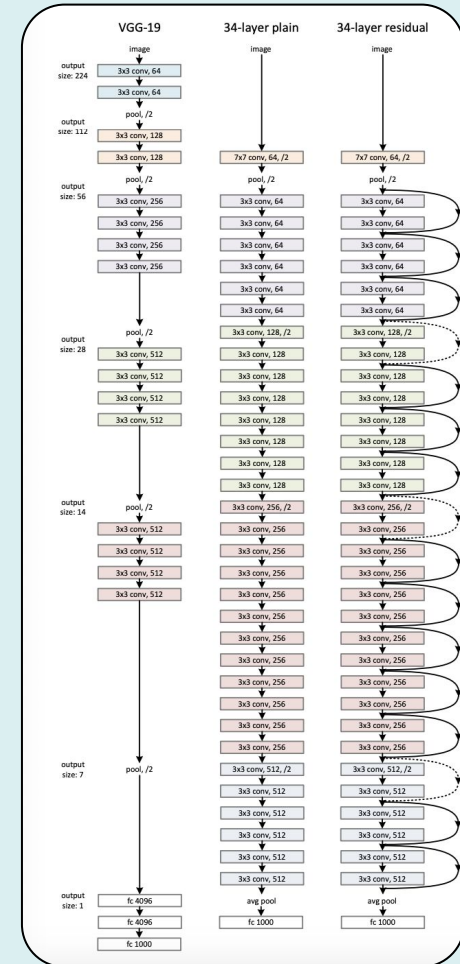 VGG-19
34-layer plain
34-layer residual
output
size: 224
output
size: 112
output
size: 56
output
size: 28
output
size: 14
output
size: 7
output
size: 1
image
3x3 conv, 64
3x3 conv, 64
pool, /2
3x3 conv, 128
3x3 conv, 128
pool, /2
3x3 conv, 256
3x3 conv, 256
3x3 conv, 256
3x3 conv, 256
pool, /2
3x3 conv, 512
3x3 conv, 512
3x3 conv, 512
3x3 conv, 512
pool, /2
3x3 conv, 512
3x3 conv, 512
3x3 conv, 512
3x3 conv, 512
pool, /2
fc 4096
fc 4096
fc 1000
image
7x7 conv, 64, /2
pool, /2
3x3 conv, 64
3x3 conv, 64
3x3 conv, 64
3x3 conv, 64
3x3 conv, 64
3x3 conv, 64
3x3 conv, 128, /2
3x3 conv, 128
3x3 conv, 128
3x3 conv, 128
3x3 conv, 128
3x3 conv, 128
3x3 conv, 128
3x3 conv, 128
3x3 conv, 256, /2
3x3 conv, 256
3x3 conv, 256
3x3 conv, 256
3x3 conv, 256
3x3 conv, 256
3x3 conv, 256
3x3 conv, 256
3x3 conv, 256
3x3 conv, 256
3x3 conv, 256
3x3 conv, 256
3x3 conv, 512, /2
3x3 conv, 512
3x3 conv, 512
3x3 conv, 512
3x3 conv, 512
3x3 conv, 512
avg pool
fc 1000
image
7x7 conv, 64, /2
pool, /2
3x3 conv, 64
3x3 conv, 64
3x3 conv, 64
3x3 conv, 64
3x3 conv, 64
3x3 conv, 64
3x3 conv, 128, /2
3x3 conv, 128
3x3 conv, 128
3x3 conv, 128
3x3 conv, 128
3x3 conv, 128
3x3 conv, 128
3x3 conv, 128
3x3 conv, 256, /2
3x3 conv, 256
3x3 conv, 256
3x3 conv, 256
3x3 conv, 256
3x3 conv, 256
3x3 conv, 256
3x3 conv, 256
3x3 conv, 256
3x3 conv, 256
3x3 conv, 256
3x3 conv, 256
3x3 conv, 512, /2
3x3 conv, 512
3x3 conv, 512
3x3 conv, 512
3x3 conv, 512
3x3 conv, 512
avg pool
fc 1000